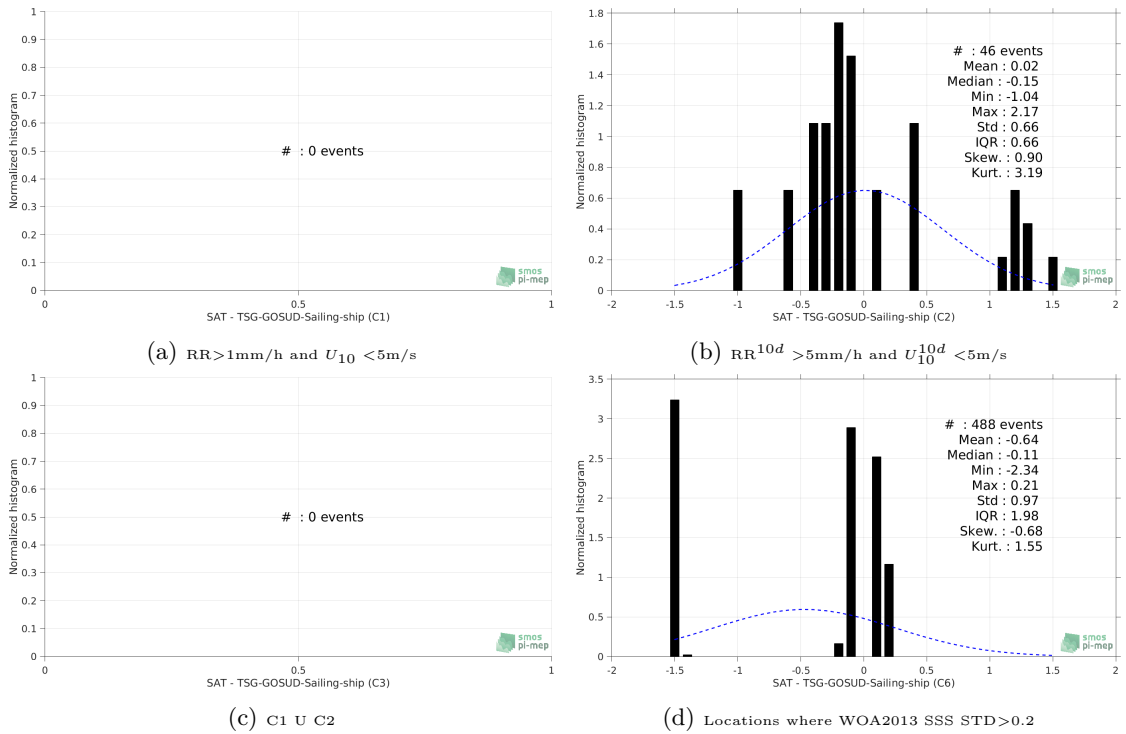 1
0.9
0.8
0.7
0.6
0.5
0.4
0.3
0.2
0.1
0
Normalized histogram
# : 0 events
smos
pi-mep
0 0.5 1
SAT - TSG-GOSUD-Sailing-ship (C1)
(a) RR>1mm/h and U10 <5m/s
1.8
1.6
1.4
1.2
1
0.8
0.6
0.4
0.2
0
Normalized histogram
# : 46 events
Mean : 0.02
Median : -0.15
Min : -1.04
Max : 2.17
Std : 0.66
IQR : 0.66
Skew. : 0.90
Kurt. : 3.19
smos
pi-mep
-2 -1.5 -1 -0.5 0 0.5 1 1.5 2
SAT - TSG-GOSUD-Sailing-ship (C2)
(b) RR10d >5mm/h and U10d10 <5m/s
1
0.9
0.8
0.7
0.6
0.5
0.4
0.3
0.2
0.1
0
Normalized histogram
# : 0 events
smos
pi-mep
0 0.5 1
SAT - TSG-GOSUD-Sailing-ship (C3)
(c) C1 U C2
3.5
3
2.5
2
1.5
1
0.5
0
Normalized histogram
# : 488 events
Mean : -0.64
Median : -0.11
Min : -2.34
Max : 0.21
Std : 0.97
IQR : 1.98
Skew. : -0.68
Kurt. : 1.55
smos
pi-mep
-2 -1.5 -1 -0.5 0 0.5 1 1.5 2
SAT - TSG-GOSUD-Sailing-ship (C6)
(d) Locations where WOA2013 SSS STD>0.2